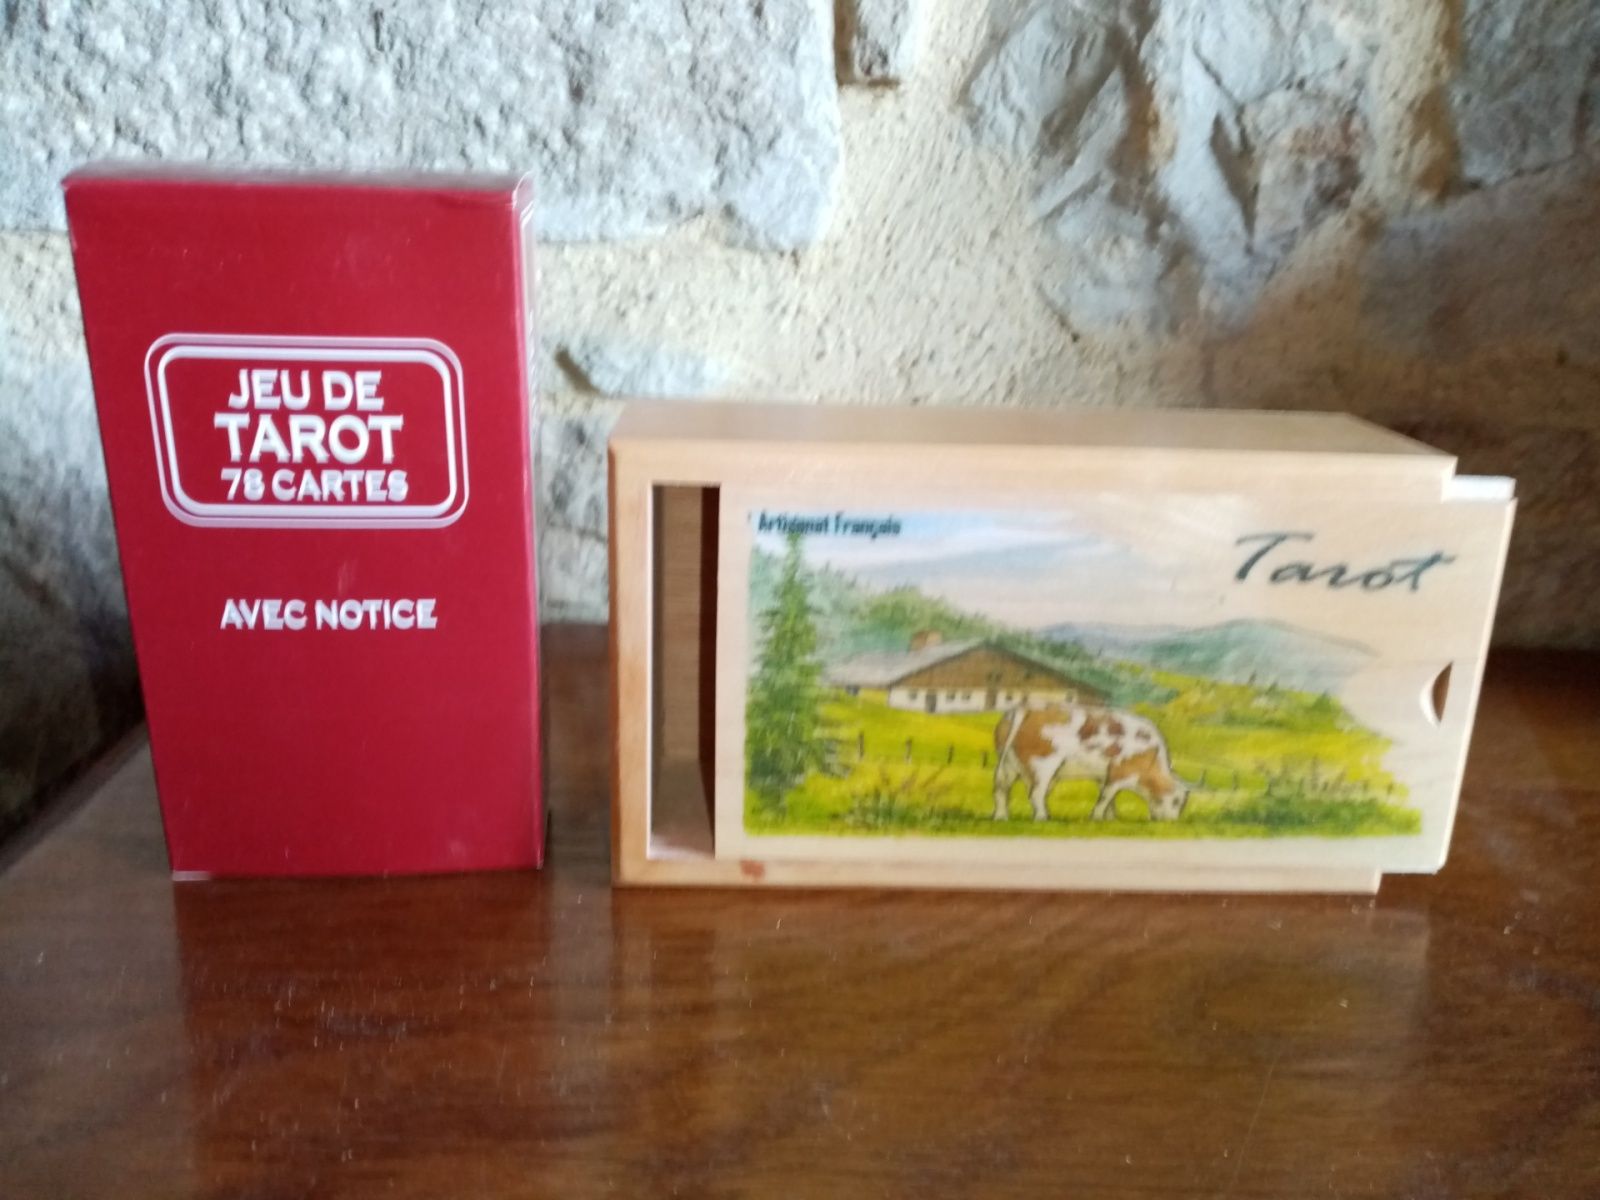 JEU DE
TAROT
78 CARTES
AVEC NOTICE
Artisanat Français
Tarot